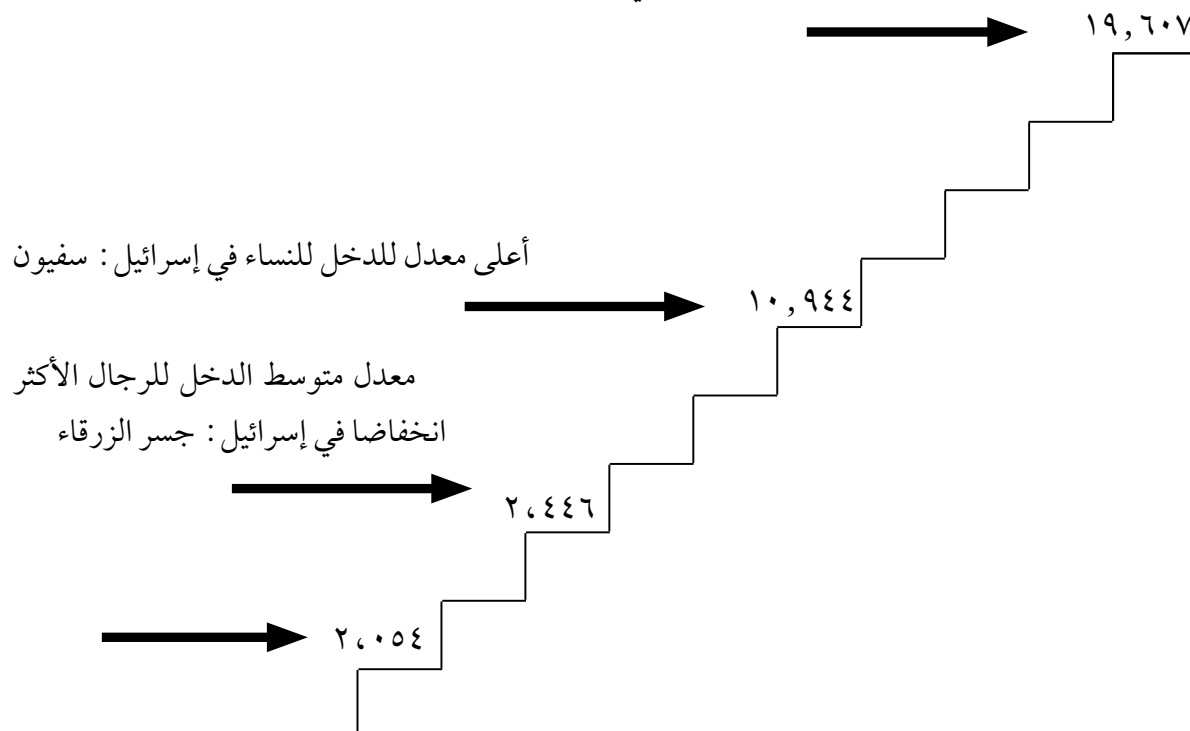 ١٩,٦٠٧
أعلى معدل للدخل للنساء في إسرائيل: سفيون
١٠,٩٤٤
معدل متوسط الدخل للرجال الأكثر
انخفاضا في إسرائيل: جسر الزرقاء
٢،٤٤٦
٢،٠٥٤